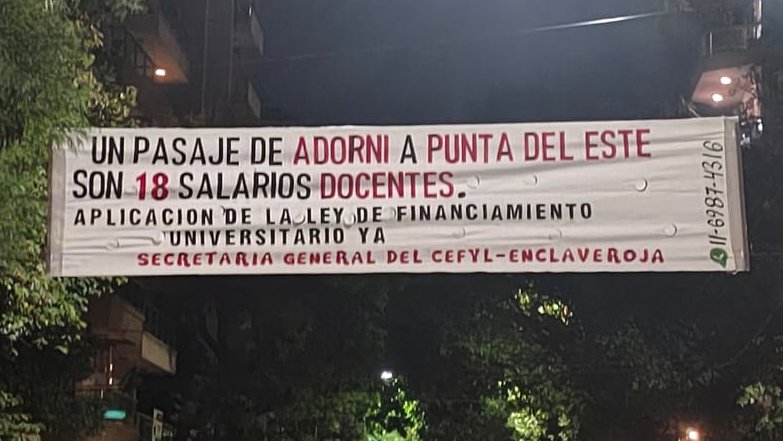 UN PASAJE DE ADORNI A PUNTA DEL ESTE
SON 18 SALARIOS DOCENTES.
APLICACION DE LA LEY DE FINANCIAMIENTO
UNIVERSITARIO YA
SECRETARIA GENERAL DEL CEFYL-ENCLAVEROJA
11-6987-4316